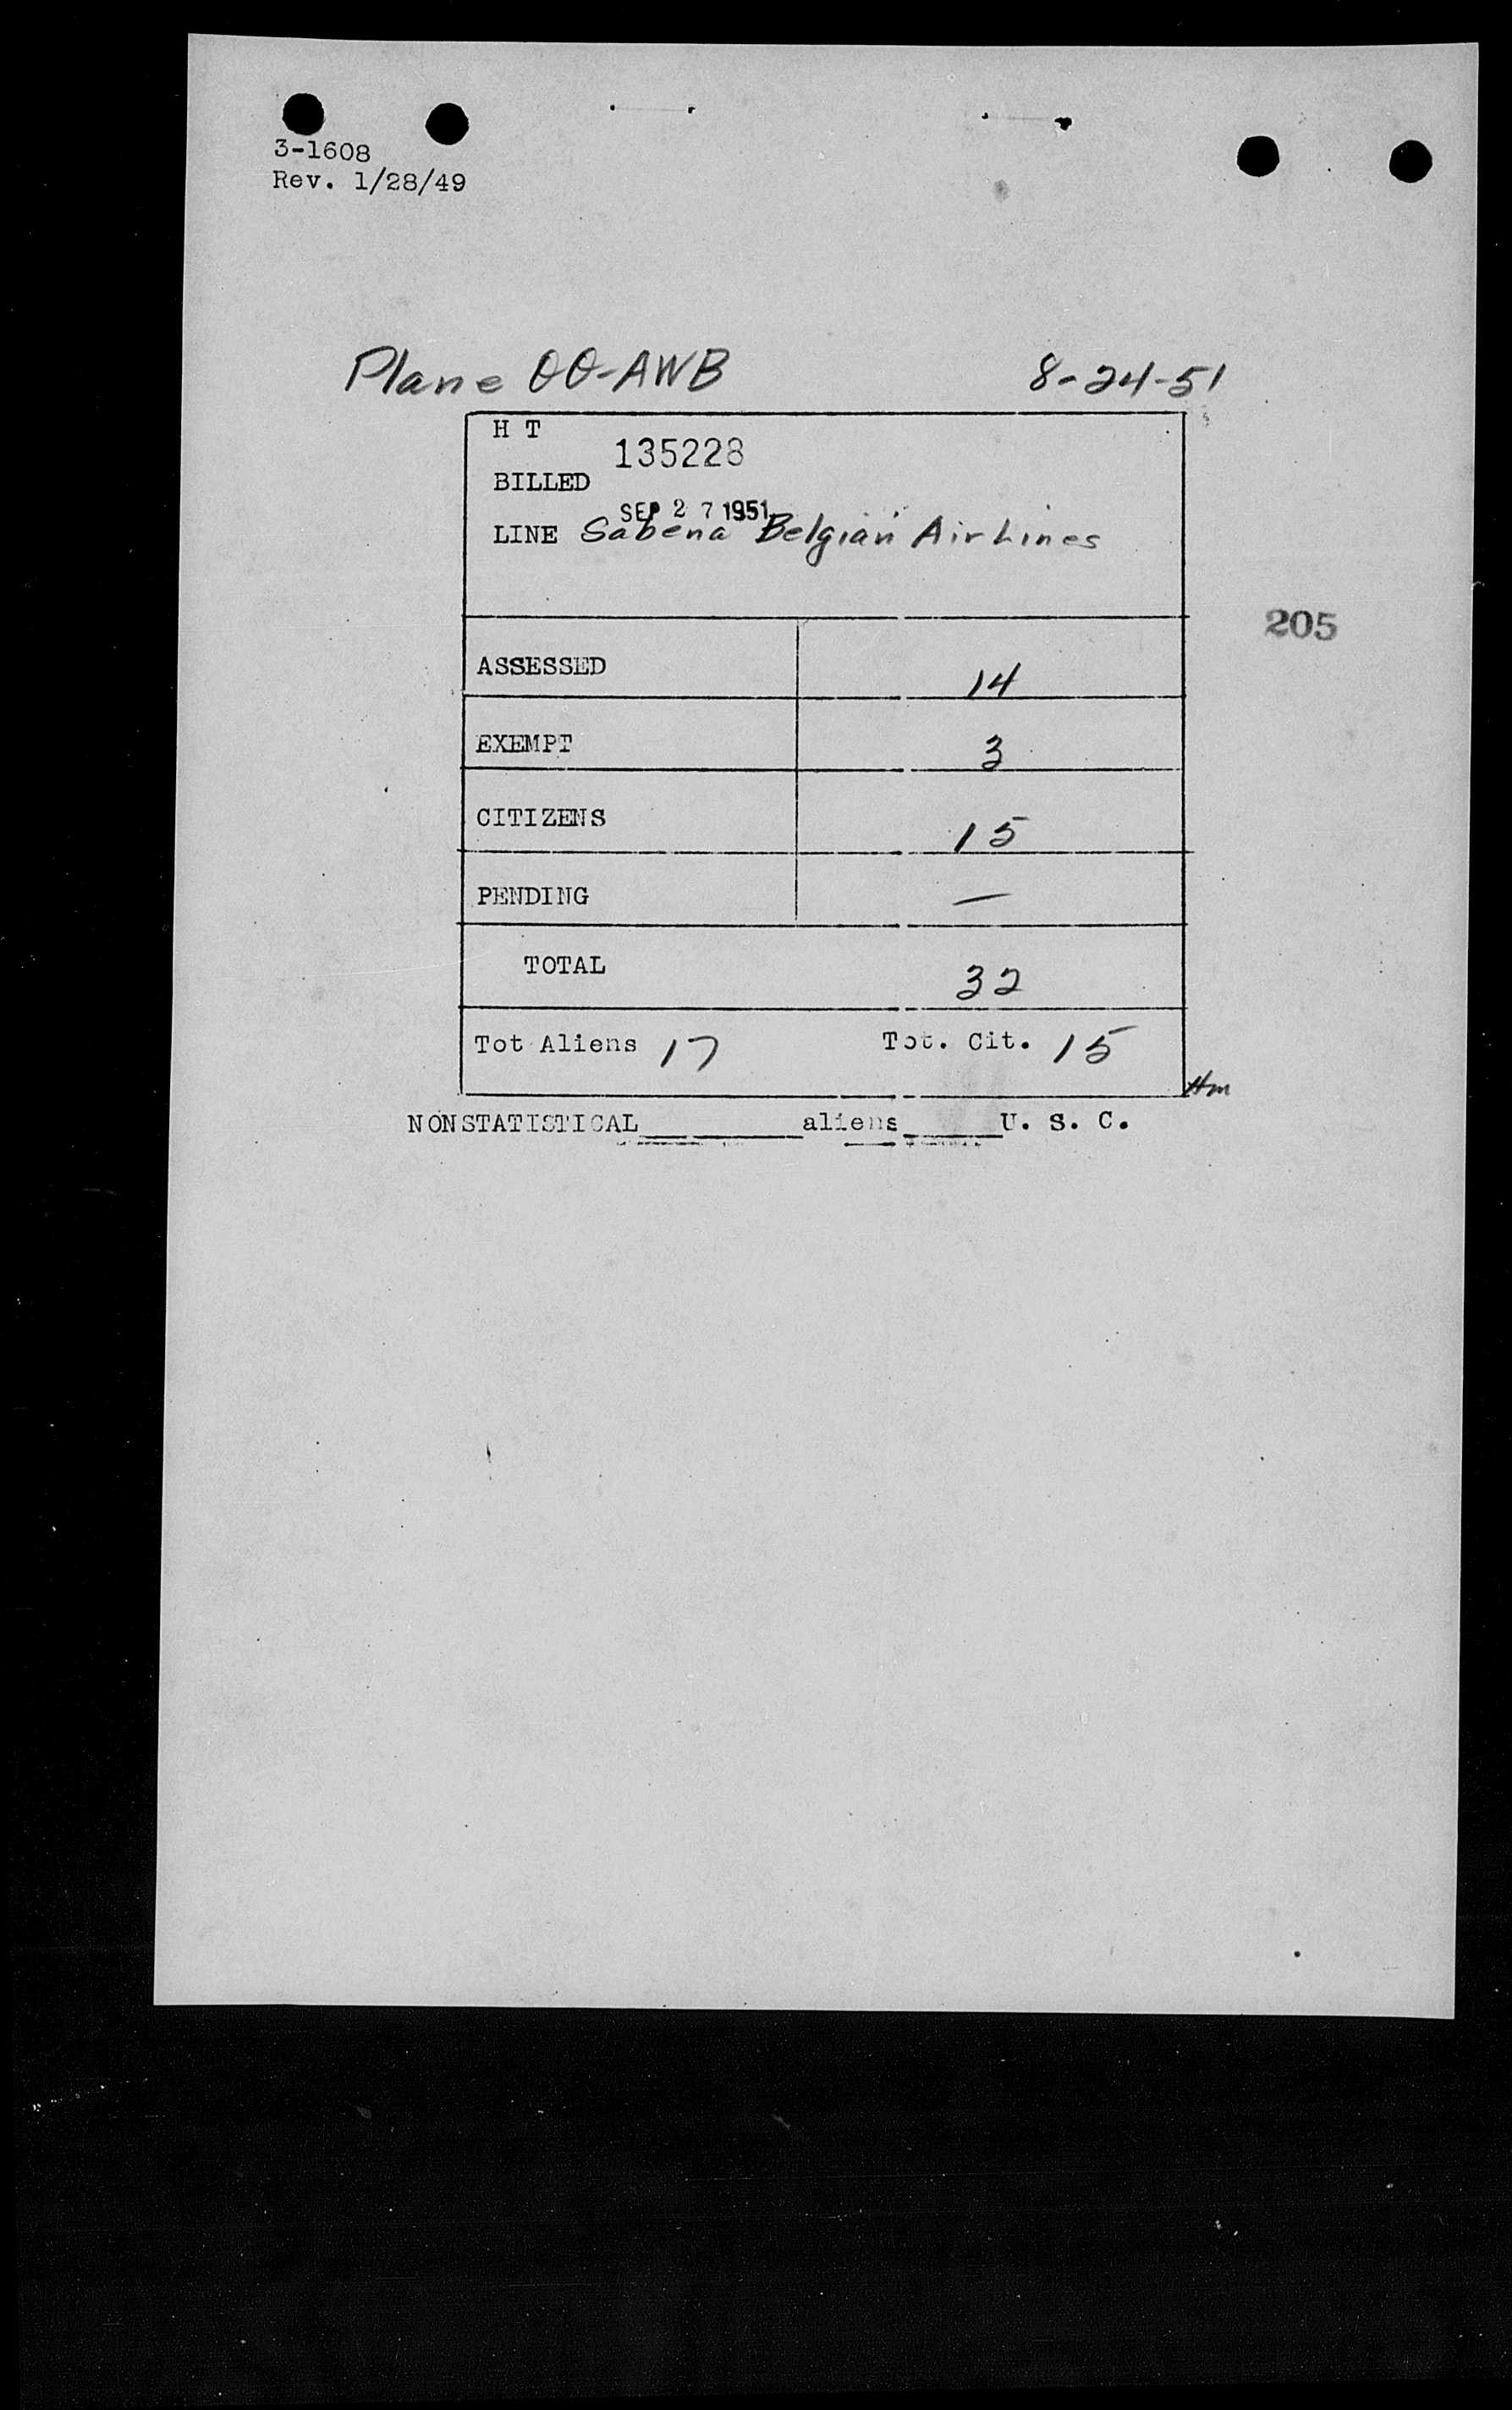 3-1608
Rev. 1/28/49
Plane OO-AWB 8-24-51
H T
135228
BILLED
SEP 27 1951
LINE Sabena Belgian Air Lines
205
ASSESSED 14
EXEMPT 3
CITIZENS 15
PENDING —
TOTAL 32
Tot Aliens 17 Tot. Cit. 15
Hm
NONSTATISTICAL________aliens_____U. S. C.